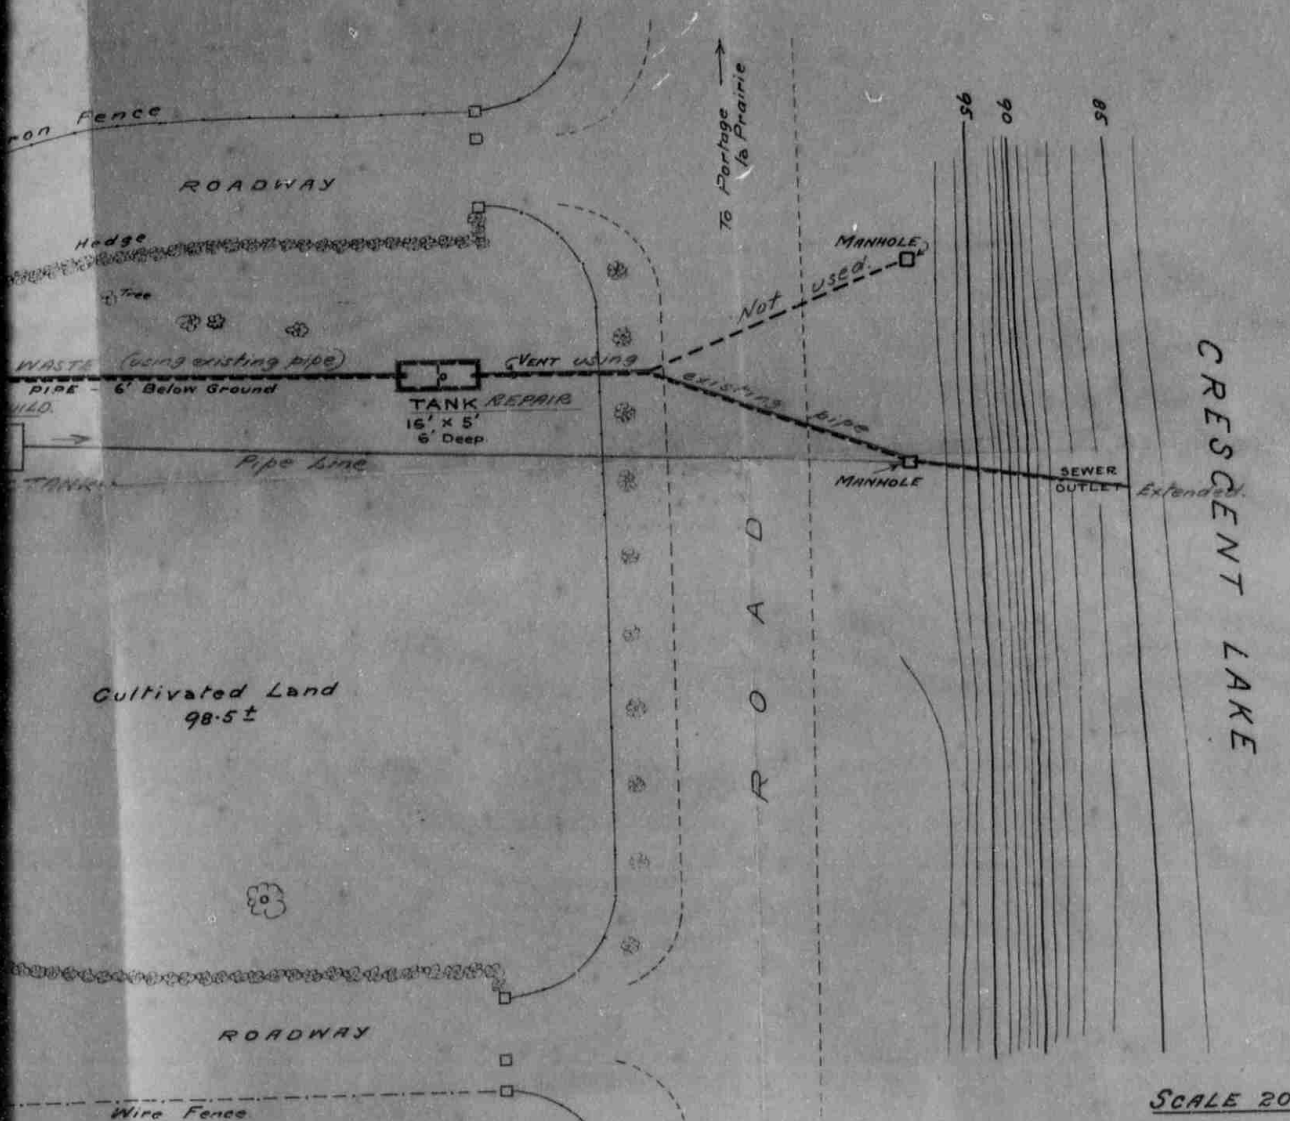 Fence
ROADWAY
Hedge
Tree
To Portage
la Prairie
95
90
85
MANHOLE
Not used.
WASTE (using existing pipe)
PIPE - 6' Below Ground
TANK REPAIR
16' x 5'
6' Deep
VENT using
existing pipe
Pipe Line
TANK
MANHOLE
SEWER
OUTLET
Extended.
CRESCENT LAKE
ROAD
Cultivated Land
98.5±
ROADWAY
Wire Fence
SCALE 20